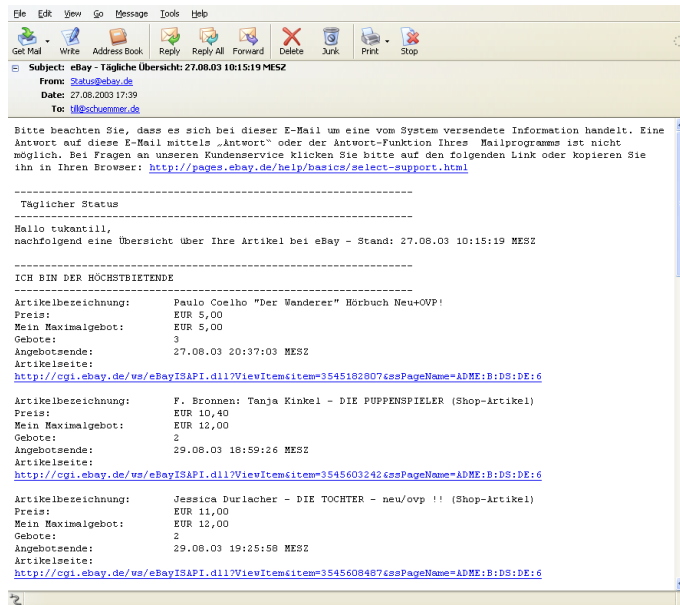 File Edit View Go Message Tools Help
Get Mail Write Address Book Reply Reply All Forward Delete Junk Print Stop
Subject: eBay - Tägliche Übersicht: 27.08.03 10:15:19 MESZ
From: Status@ebay.de
Date: 27.08.2003 17:39
To: till@schuemmer.de
Bitte beachten Sie, dass es sich bei dieser E-Mail um eine vom System versendete Information handelt. Eine
Antwort auf diese E-Mail mittels „Antwort" oder der Antwort-Funktion Ihres Mailprogramms ist nicht
möglich. Bei Fragen an unseren Kundenservice klicken Sie bitte auf den folgenden Link oder kopieren Sie
ihn in Ihren Browser: http://pages.ebay.de/help/basics/select-support.html
----------------------------------------------------------------
Täglicher Status
----------------------------------------------------------------
Hallo tukantill,
nachfolgend eine Übersicht über Ihre Artikel bei eBay - Stand: 27.08.03 10:15:19 MESZ
----------------------------------------------------------------
ICH BIN DER HÖCHSTBIETENDE
----------------------------------------------------------------
Artikelbezeichnung: Paulo Coelho "Der Wanderer" Hörbuch Neu+OVP!
Preis: EUR 5,00
Mein Maximalgebot: EUR 5,00
Gebote: 3
Angebotsende: 27.08.03 20:37:03 MESZ
Artikelseite:
http://cgi.ebay.de/ws/eBayISAPI.dll?ViewItem&item=3545182807&ssPageName=ADME:B:DS:DE:6
Artikelbezeichnung: F. Bronnen: Tanja Kinkel - DIE PUPPENSPIELER (Shop-Artikel)
Preis: EUR 10,40
Mein Maximalgebot: EUR 12,00
Gebote: 2
Angebotsende: 29.08.03 18:59:26 MESZ
Artikelseite:
http://cgi.ebay.de/ws/eBayISAPI.dll?ViewItem&item=3545603242&ssPageName=ADME:B:DS:DE:6
Artikelbezeichnung: Jessica Durlacher - DIE TOCHTER - neu/ovp !! (Shop-Artikel)
Preis: EUR 11,00
Mein Maximalgebot: EUR 12,00
Gebote: 2
Angebotsende: 29.08.03 19:25:58 MESZ
Artikelseite:
http://cgi.ebay.de/ws/eBayISAPI.dll?ViewItem&item=3545608487&ssPageName=ADME:B:DS:DE:6